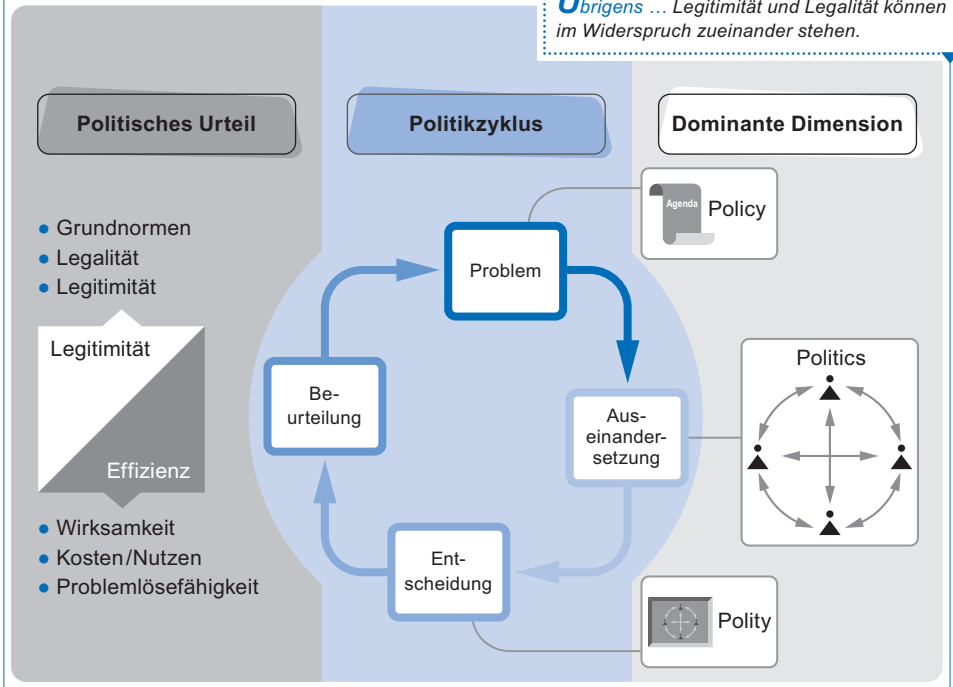 Übrigens … Legitimität und Legalität können
im Widerspruch zueinander stehen.
Politisches Urteil
Politikzyklus
Dominante Dimension
Agenda
Policy
Problem
• Grundnormen
• Legalität
• Legitimität
Legitimität
Effizienz
Be-
urteilung
Aus-
einander-
setzung
Politics
• Wirksamkeit
• Kosten/Nutzen
• Problemlösefähigkeit
Ent-
scheidung
Polity